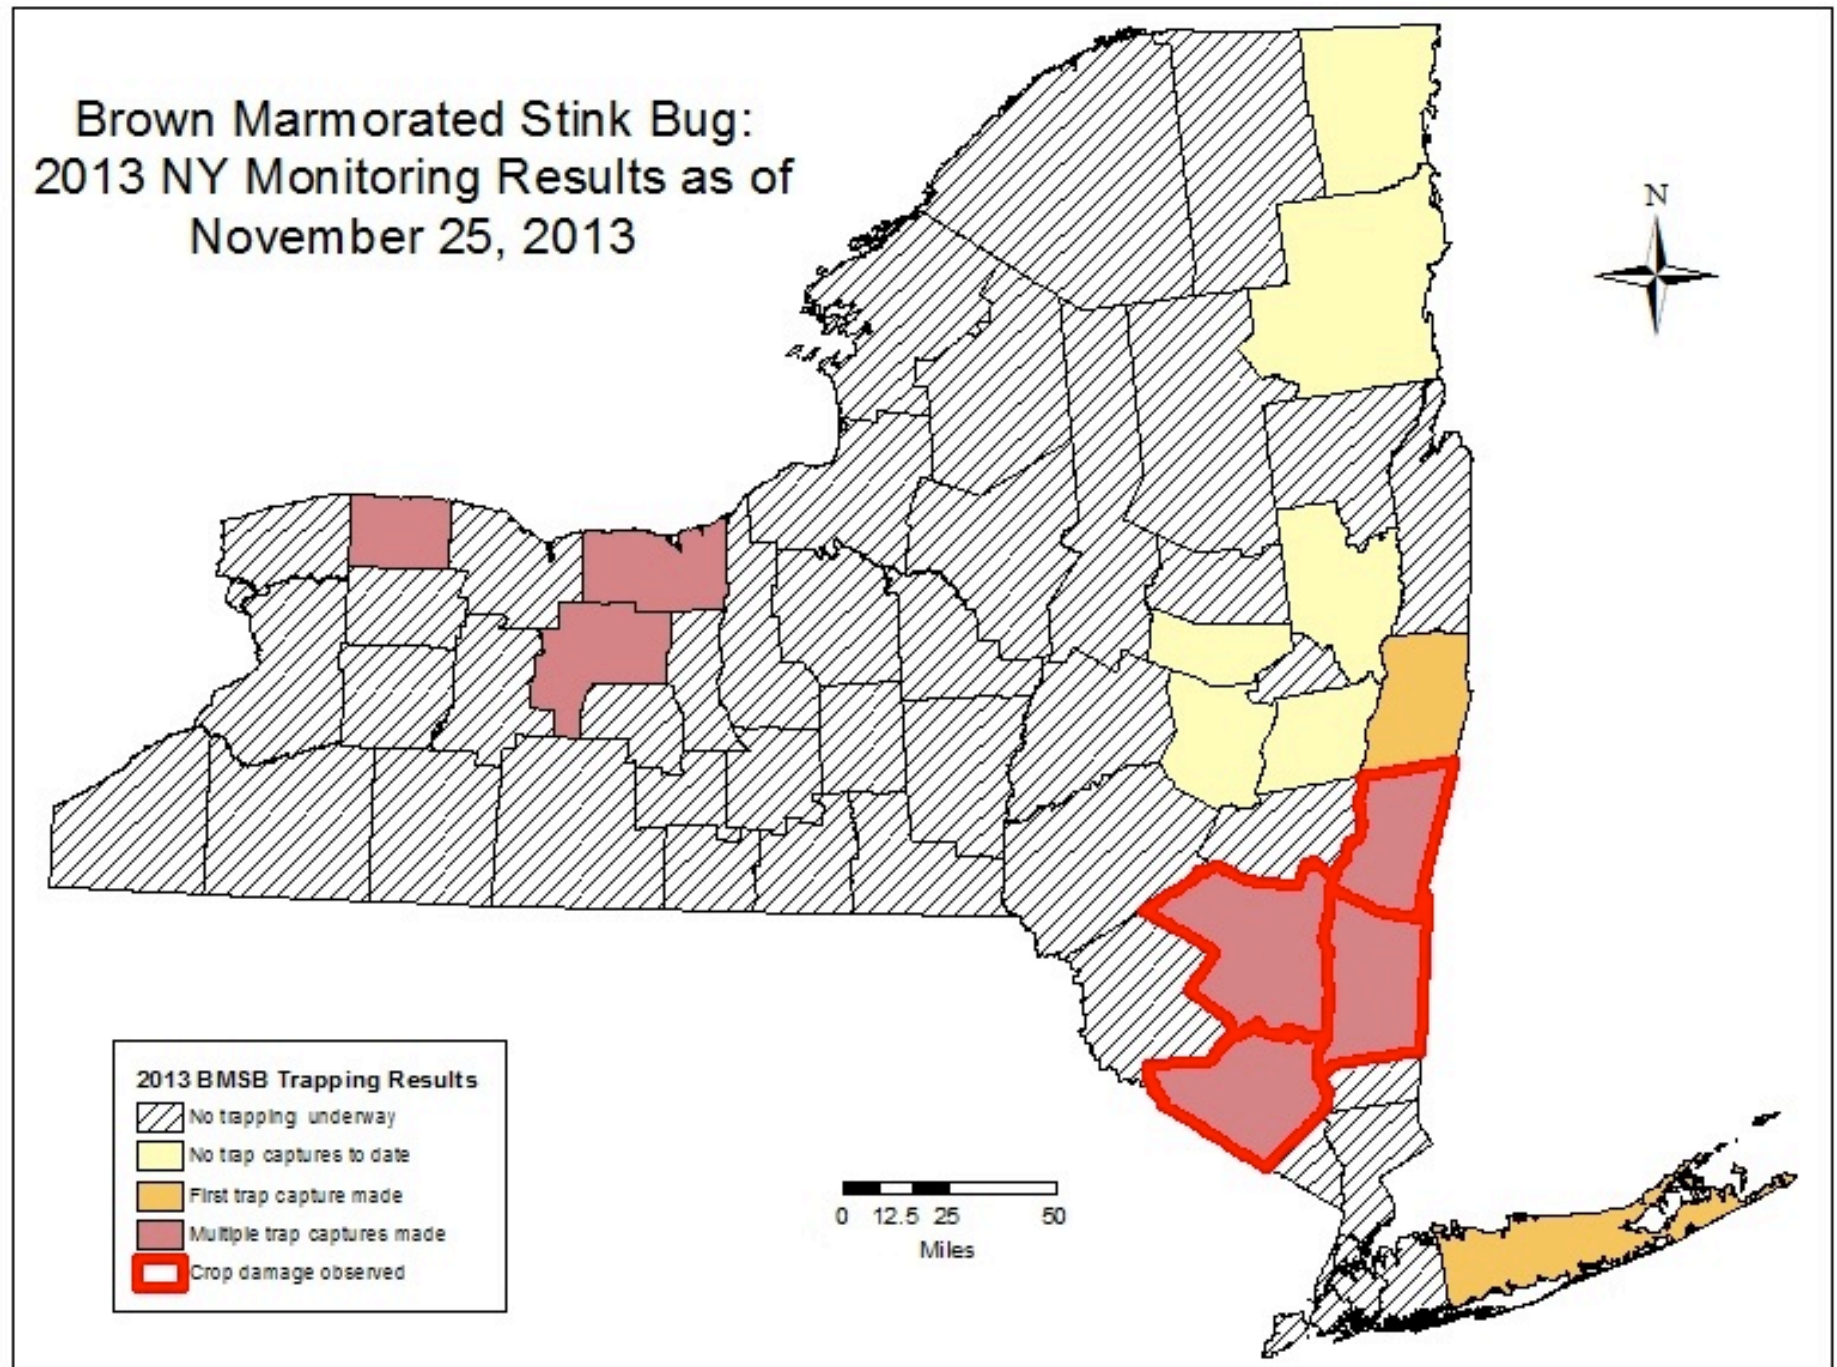 Brown Marmorated Stink Bug:
2013 NY Monitoring Results as of
November 25, 2013
N
2013 BMSB Trapping Results
No trapping underway
No trap captures to date
First trap capture made
Multiple trap captures made
Crop damage observed
0 12.5 25 50
Miles